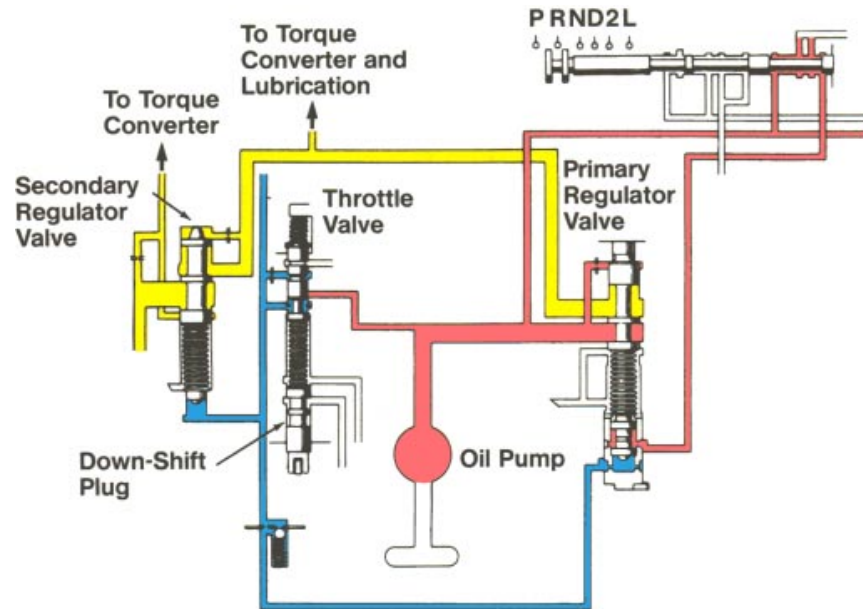 To Torque
Converter and
Lubrication
P R N D 2 L
To Torque
Converter
Secondary
Regulator
Valve
Throttle
Valve
Primary
Regulator
Valve
Down-Shift
Plug
Oil Pump